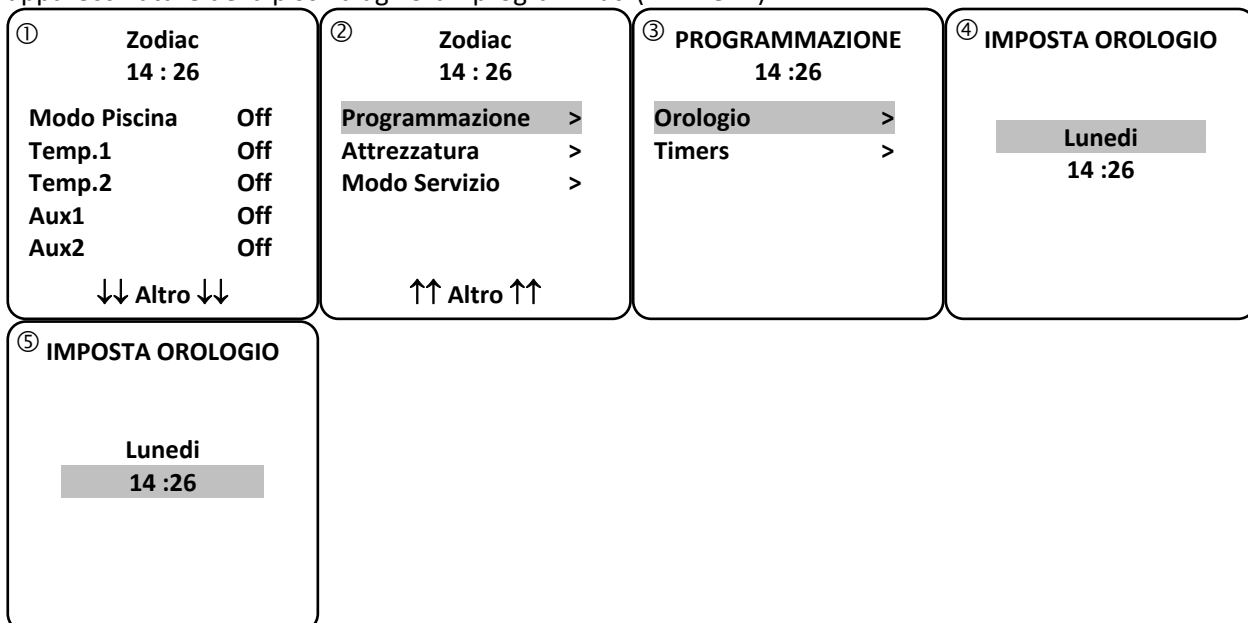 ①
Zodiac
14 : 26
Modo Piscina Off
Temp.1 Off
Temp.2 Off
Aux1 Off
Aux2 Off
↓↓ Altro ↓↓
②
Zodiac
14 : 26
Programmazione >
Attrezzatura >
Modo Servizio >
↑↑ Altro ↑↑
③ PROGRAMMAZIONE
14 :26
Orologio >
Timers >
④ IMPOSTA OROLOGIO
Lunedi
14 :26
⑤ IMPOSTA OROLOGIO
Lunedi
14 :26